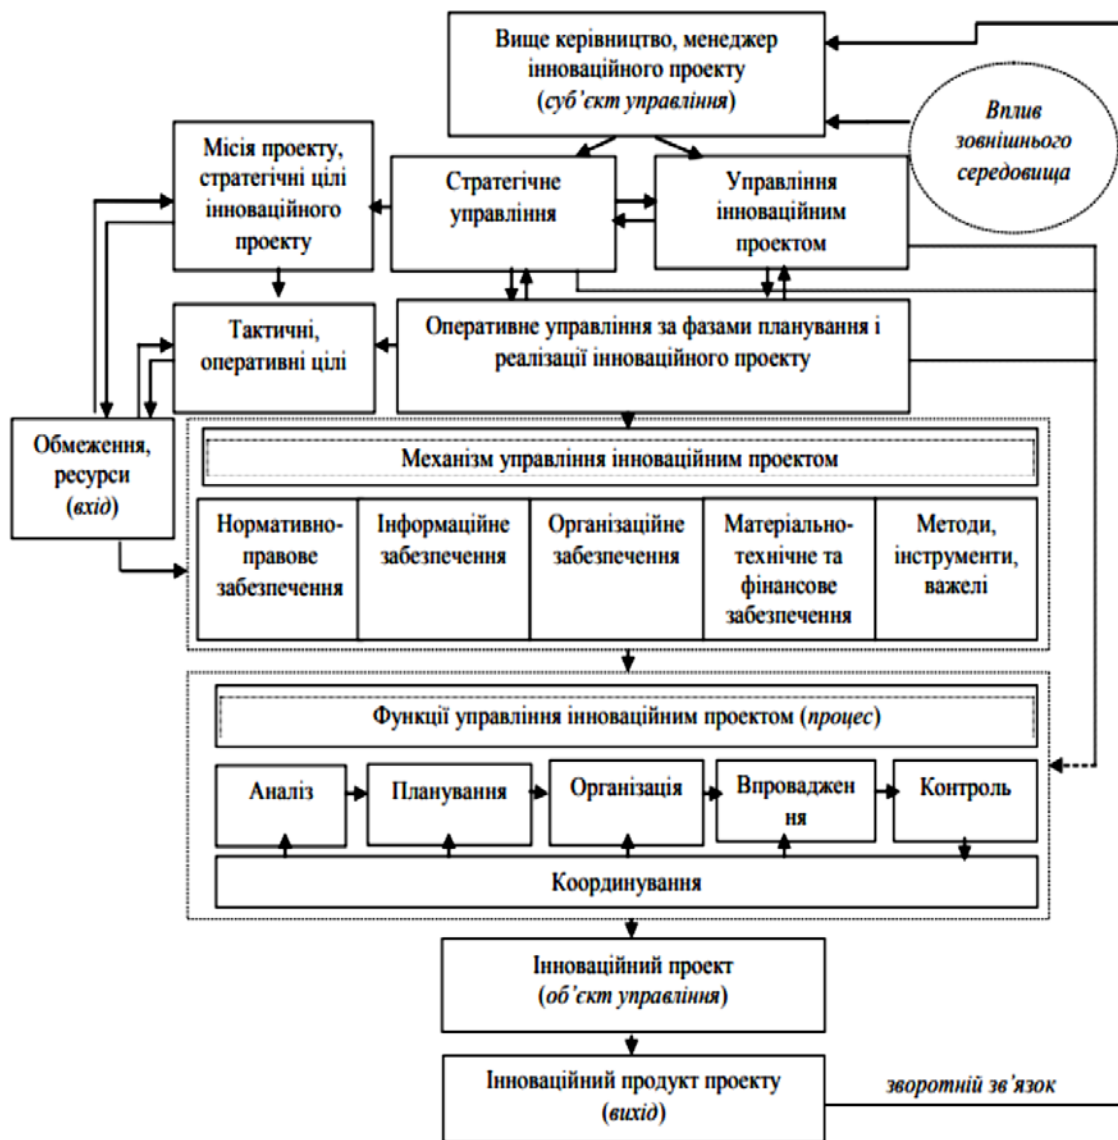 Вище керівництво, менеджер
інноваційного проекту
(суб’єкт управління)
Вплив
зовнішнього
середовища
Місія проекту,
стратегічні цілі
інноваційного
проекту
Стратегічне
управління
Управління
інноваційним
проектом
Тактичні,
оперативні цілі
Оперативне управління за фазами планування і
реалізації інноваційного проекту
Обмеження,
ресурси
(вхід)
Механізм управління інноваційним проектом
Нормативно-
правове
забезпечення
Інформаційне
забезпечення
Організаційне
забезпечення
Матеріально-
технічне та
фінансове
забезпечення
Методи,
інструменти,
важелі
Функції управління інноваційним проектом (процес)
Аналіз
Планування
Організація
Впроваджен
ня
Контроль
Координування
Інноваційний проект
(об’єкт управління)
Інноваційний продукт проекту
(вихід)
зворотній зв’язок